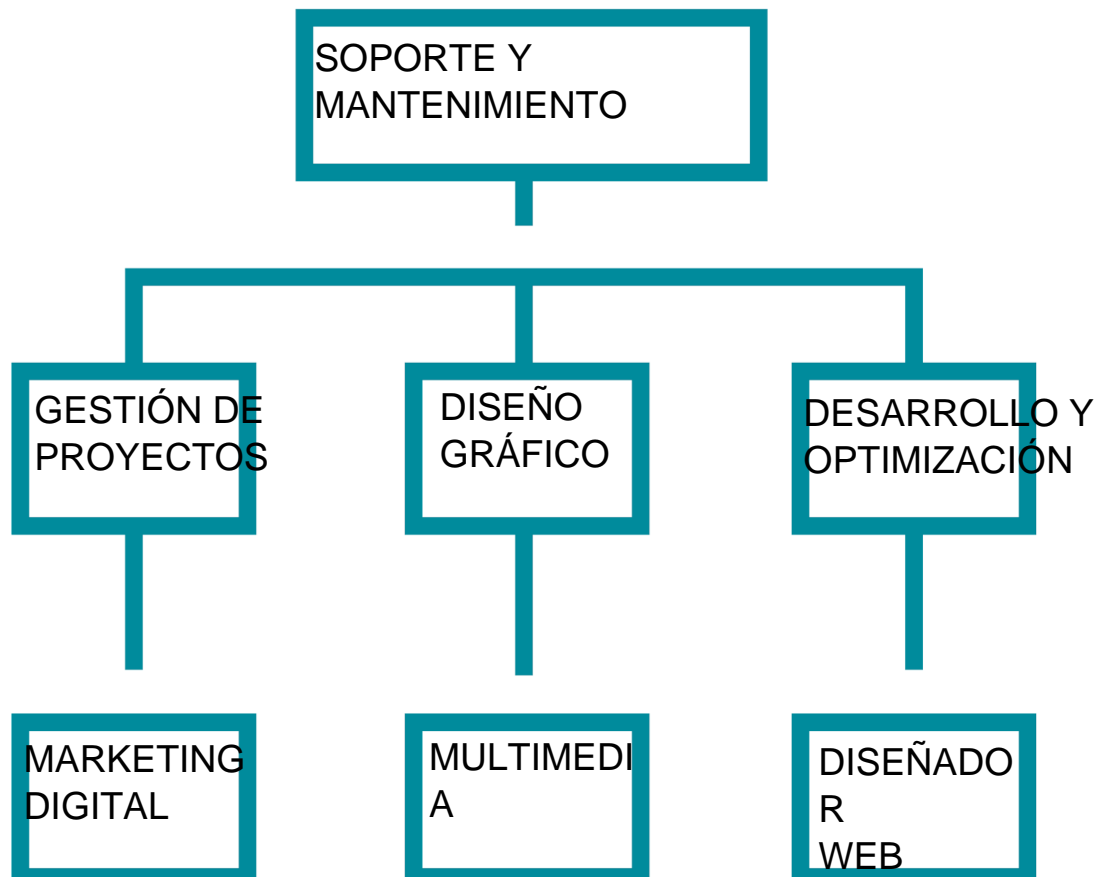 SOPORTE Y
MANTENIMIENTO
GESTIÓN DE
PROYECTOS
DISEÑO
GRÁFICO
DESARROLLO Y
OPTIMIZACIÓN
MARKETING
DIGITAL
MULTIMEDI
A
DISEÑADO
R
WEB